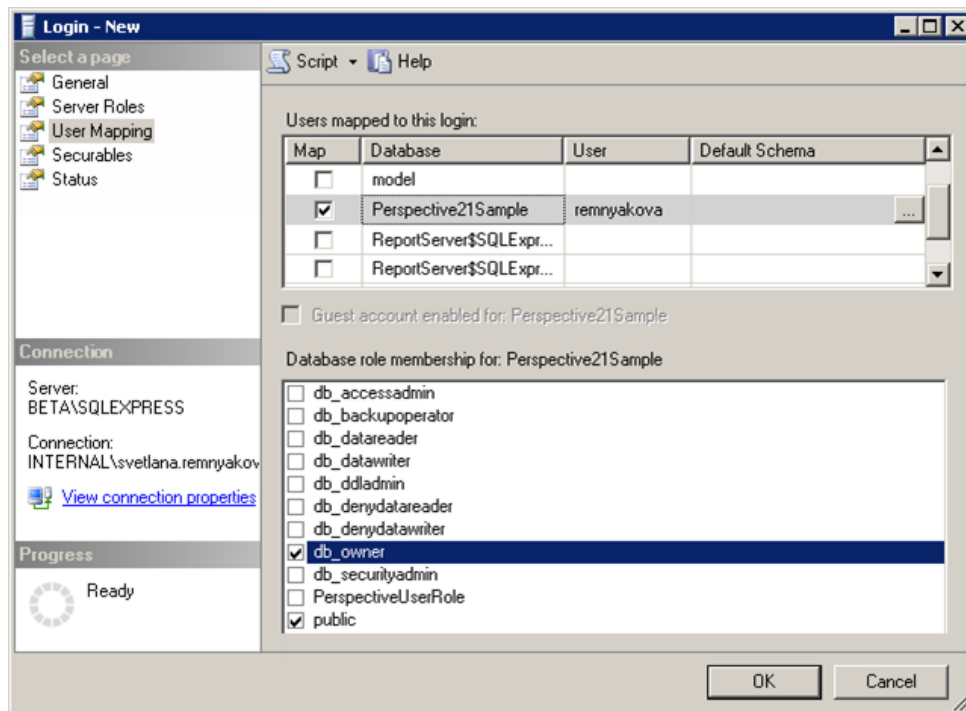 Login - New
Select a page
General
Server Roles
User Mapping
Securables
Status
Script
Help
Users mapped to this login:
Map Database User Default Schema
model
Perspective21Sample remnyakova ...
ReportServer$SQLExpr...
ReportServer$SQLExpr...
Guest account enabled for: Perspective21Sample
Database role membership for: Perspective21Sample
db_accessadmin
db_backupoperator
db_datareader
db_datawriter
db_ddladmin
db_denydatareader
db_denydatawriter
db_owner
db_securityadmin
PerspectiveUserRole
public
Connection
Server:
BETA\SQLEXPRESS
Connection:
INTERNAL\svetlana.remnyakov
View connection properties
Progress
Ready
OK Cancel